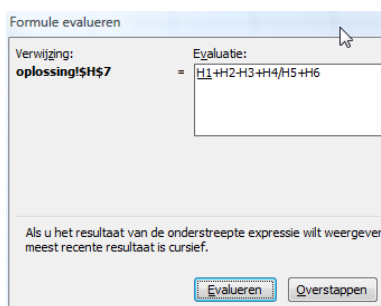 Formule evalueren
Verwijzing: Evaluatie:
oplossing!$H$7 = H1+H2-H3+H4/H5+H6
Als u het resultaat van de onderstreepte expressie wilt weergever
meest recente resultaat is cursief.
Evalueren Overstappen